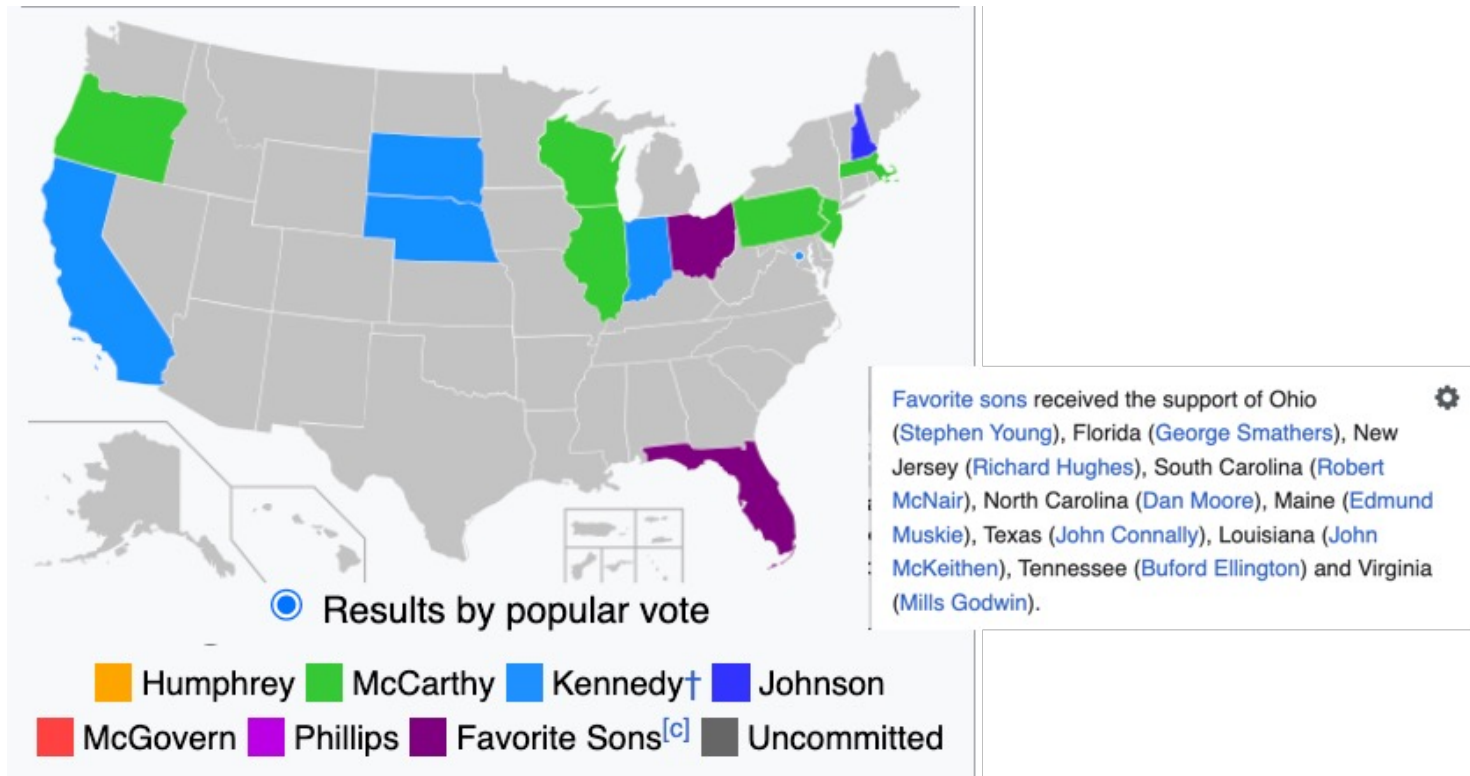 Favorite sons received the support of Ohio
(Stephen Young), Florida (George Smathers), New
Jersey (Richard Hughes), South Carolina (Robert
McNair), North Carolina (Dan Moore), Maine (Edmund
Muskie), Texas (John Connally), Louisiana (John
McKeithen), Tennessee (Buford Ellington) and Virginia
(Mills Godwin).
Results by popular vote
Humphrey McCarthy Kennedy† Johnson
McGovern Phillips Favorite Sons[c] Uncommitted